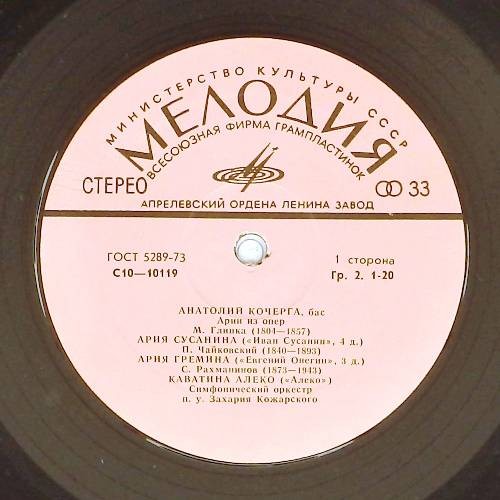 МИНИСТЕРСТВО КУЛЬТУРЫ СССР
МЕЛОДИЯ
ВСЕСОЮЗНАЯ ФИРМА ГРАМПЛАСТИНОК
СТЕРЕО
33
АПРЕЛЕВСКИЙ ОРДЕНА ЛЕНИНА ЗАВОД
ГОСТ 5289-73
С10—10119
1 сторона
Гр. 2. 1-20
АНАТОЛИЙ КОЧЕРГА, бас
Арии из опер
М. Глинка (1804—1857)
АРИЯ СУСАНИНА («Иван Сусанин», 4 д.)
П. Чайковский (1840—1893)
АРИЯ ГРЕМИНА («Евгений Онегин», 3 д.)
С. Рахманинов (1873—1943)
КАВАТИНА АЛЕКО («Алеко»)
Симфонический оркестр
п. у. Захария Кожарского